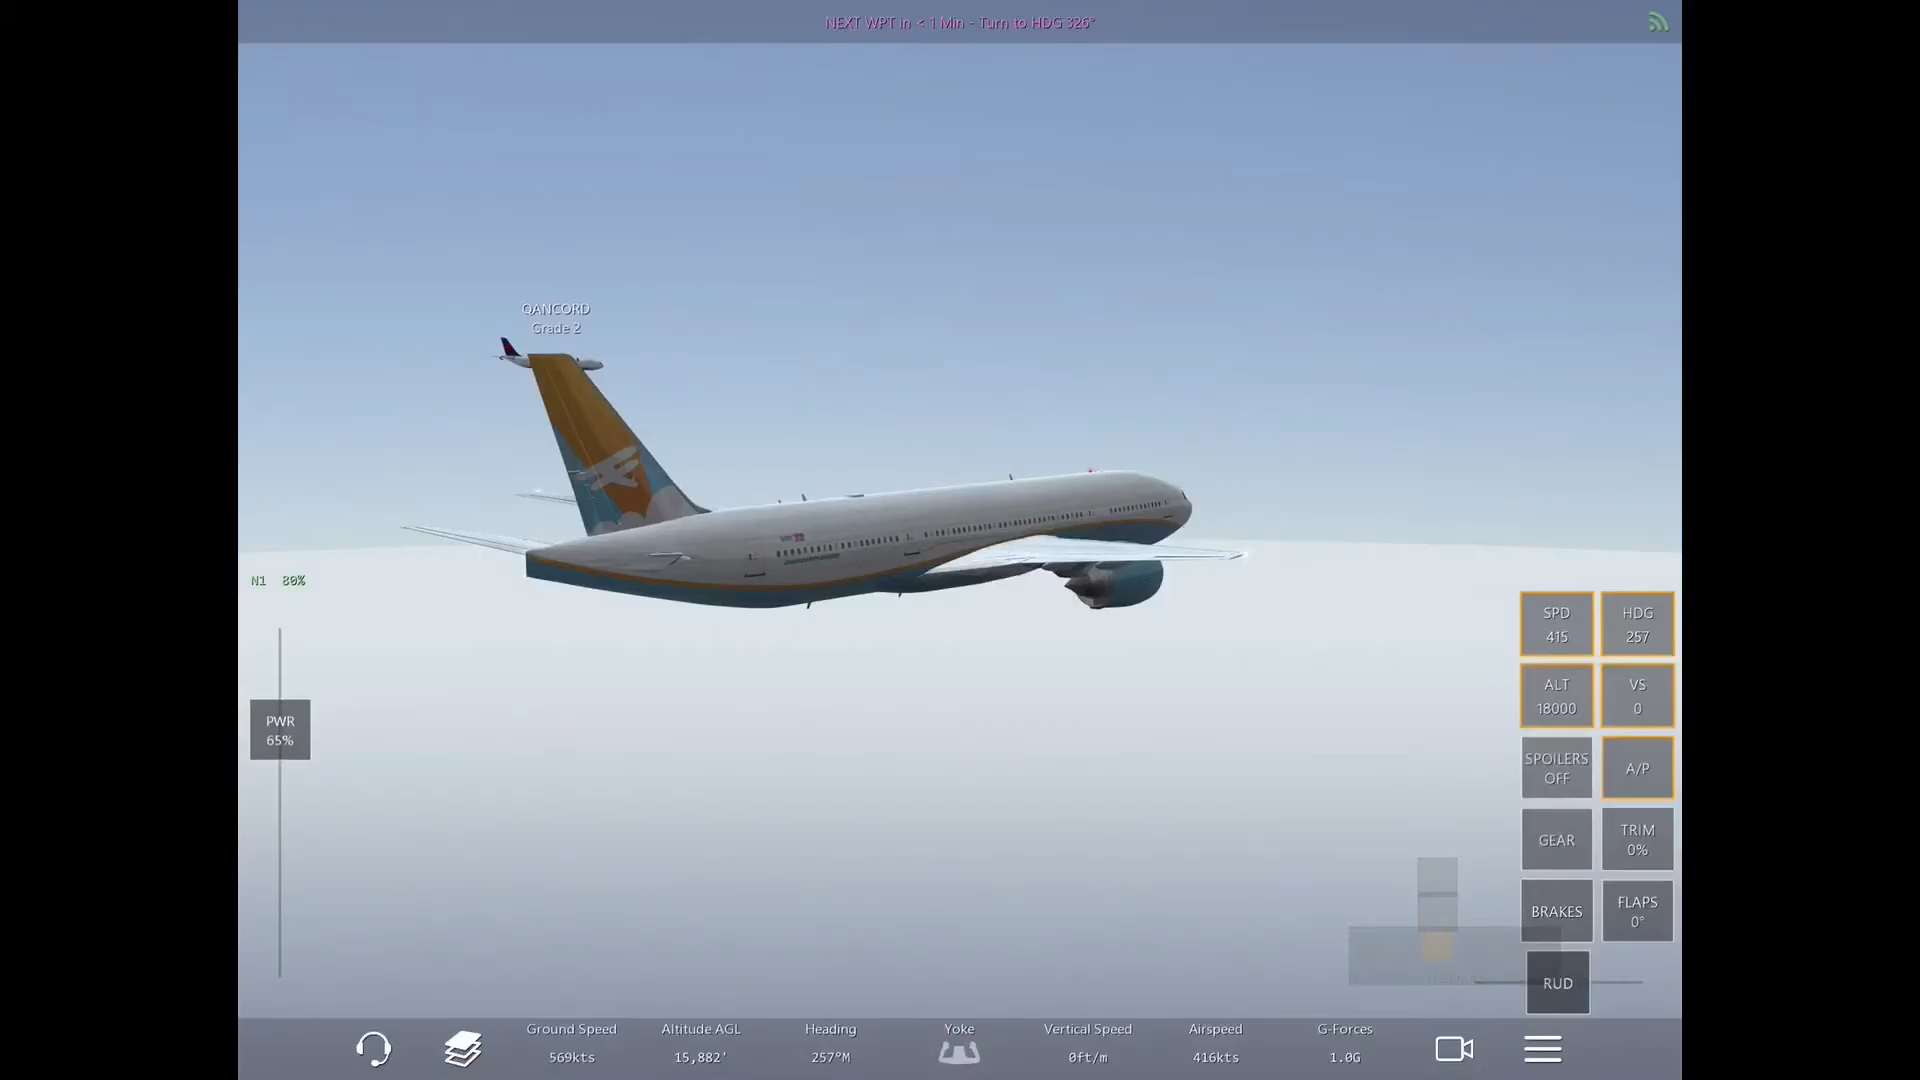 NEXT WPT in < 1 Min - Turn to HDG 326°
QANCORD
Grade 2
N1 80%
PWR
65%
SPD
415
HDG
257
ALT
18000
VS
0
SPOILERS
OFF
A/P
GEAR
TRIM
0%
BRAKES
FLAPS
0°
RUD
Ground Speed
569kts
Altitude AGL
15,882'
Heading
257°M
Yoke
Vertical Speed
0ft/m
Airspeed
416kts
G-Forces
1.0G